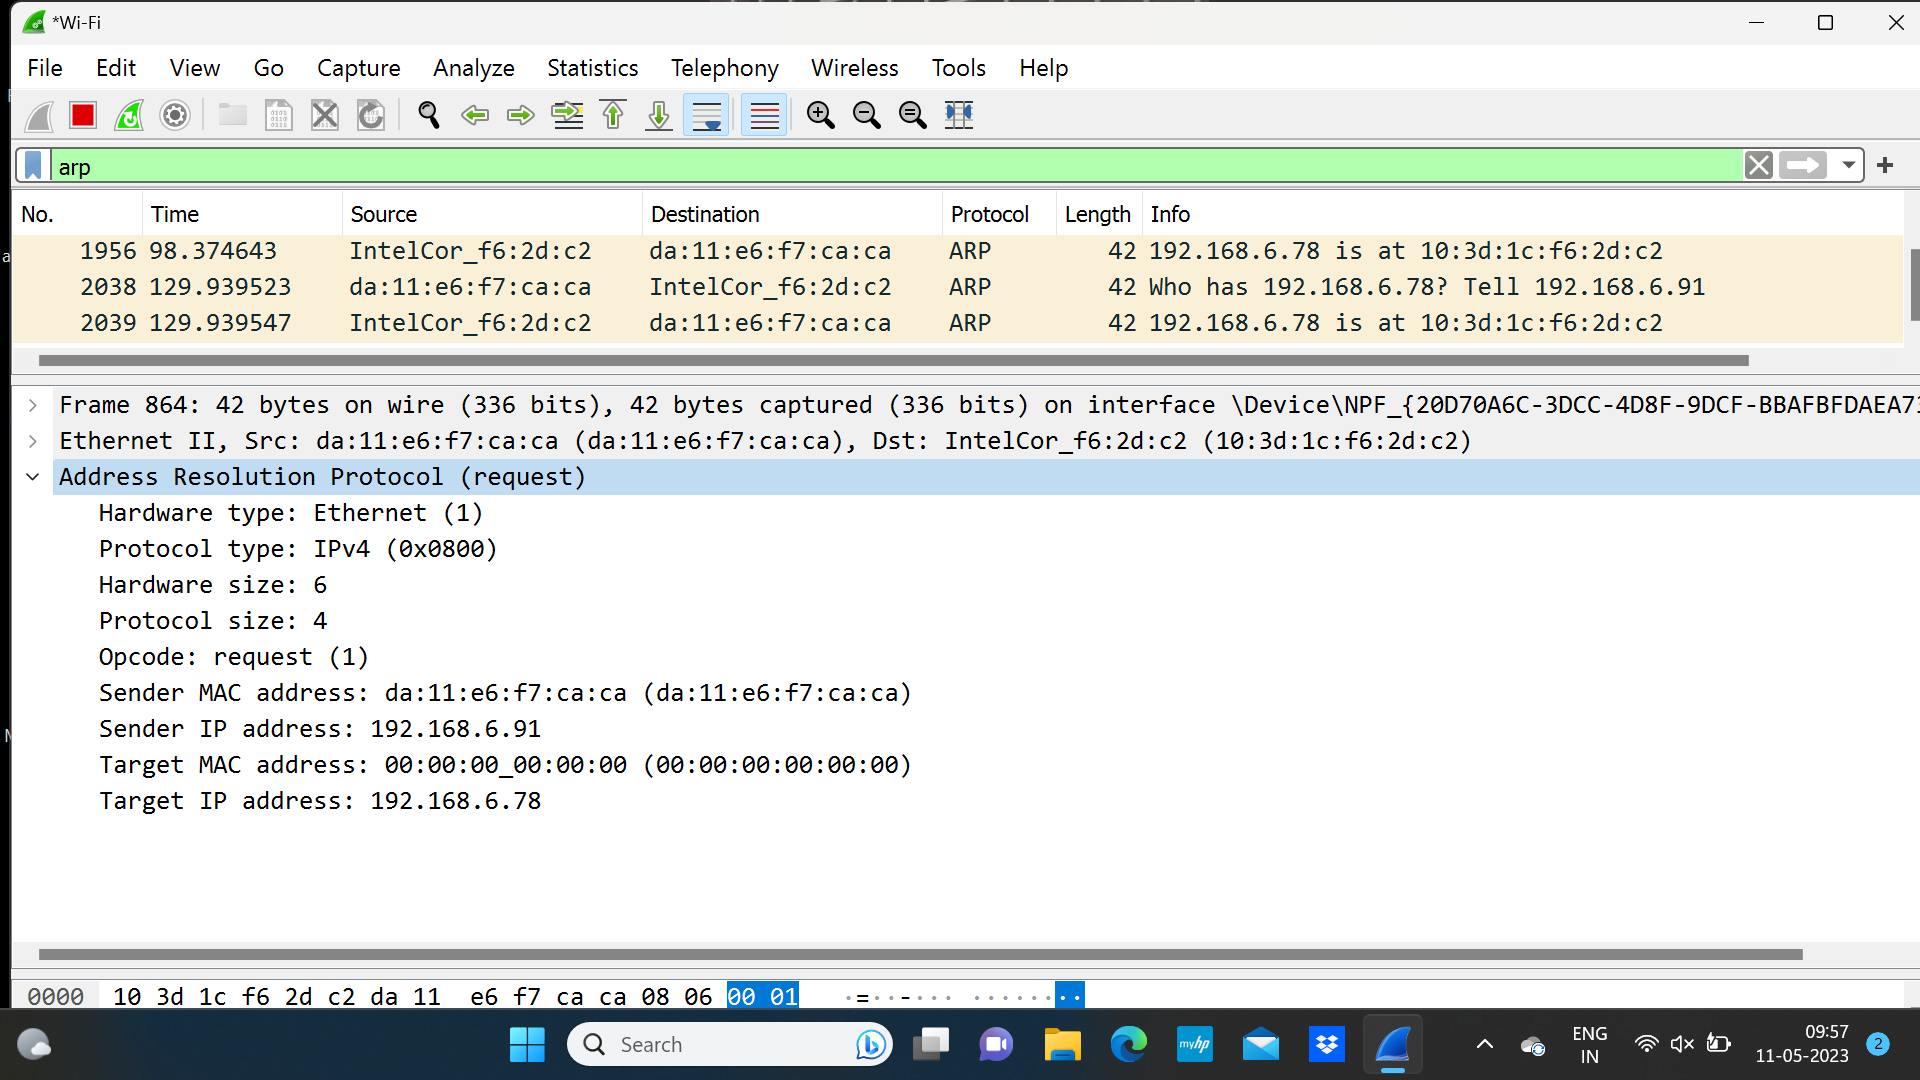 *Wi-Fi
File Edit View Go Capture Analyze Statistics Telephony Wireless Tools Help
arp
No. Time Source Destination Protocol Length Info
1956 98.374643 IntelCor_f6:2d:c2 da:11:e6:f7:ca:ca ARP 42 192.168.6.78 is at 10:3d:1c:f6:2d:c2
2038 129.939523 da:11:e6:f7:ca:ca IntelCor_f6:2d:c2 ARP 42 Who has 192.168.6.78? Tell 192.168.6.91
2039 129.939547 IntelCor_f6:2d:c2 da:11:e6:f7:ca:ca ARP 42 192.168.6.78 is at 10:3d:1c:f6:2d:c2
Frame 864: 42 bytes on wire (336 bits), 42 bytes captured (336 bits) on interface \Device\NPF_{20D70A6C-3DCC-4D8F-9DCF-BBAFBFDAEA73
Ethernet II, Src: da:11:e6:f7:ca:ca (da:11:e6:f7:ca:ca), Dst: IntelCor_f6:2d:c2 (10:3d:1c:f6:2d:c2)
Address Resolution Protocol (request)
Hardware type: Ethernet (1)
Protocol type: IPv4 (0x0800)
Hardware size: 6
Protocol size: 4
Opcode: request (1)
Sender MAC address: da:11:e6:f7:ca:ca (da:11:e6:f7:ca:ca)
Sender IP address: 192.168.6.91
Target MAC address: 00:00:00_00:00:00 (00:00:00:00:00:00)
Target IP address: 192.168.6.78
0000 10 3d 1c f6 2d c2 da 11 e6 f7 ca ca 08 06 00 01 ·=··-··· ········
Search
myhp
ENG
IN
09:57
11-05-2023
2